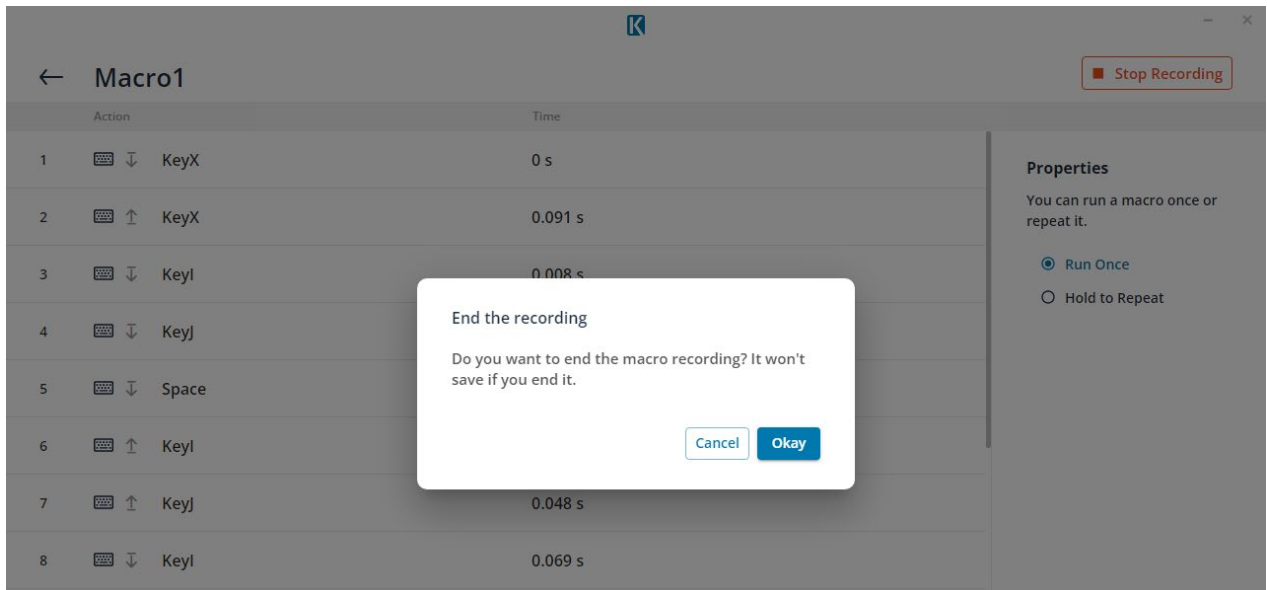 K
Macro1
Stop Recording
Action Time
1 KeyX 0 s
2 KeyX 0.091 s
3 KeyI 0.008 s
4 KeyJ
5 Space
6 KeyI
7 KeyJ 0.048 s
8 KeyI 0.069 s
Properties
You can run a macro once or
repeat it.
Run Once
Hold to Repeat
End the recording
Do you want to end the macro recording? It won't
save if you end it.
Cancel Okay